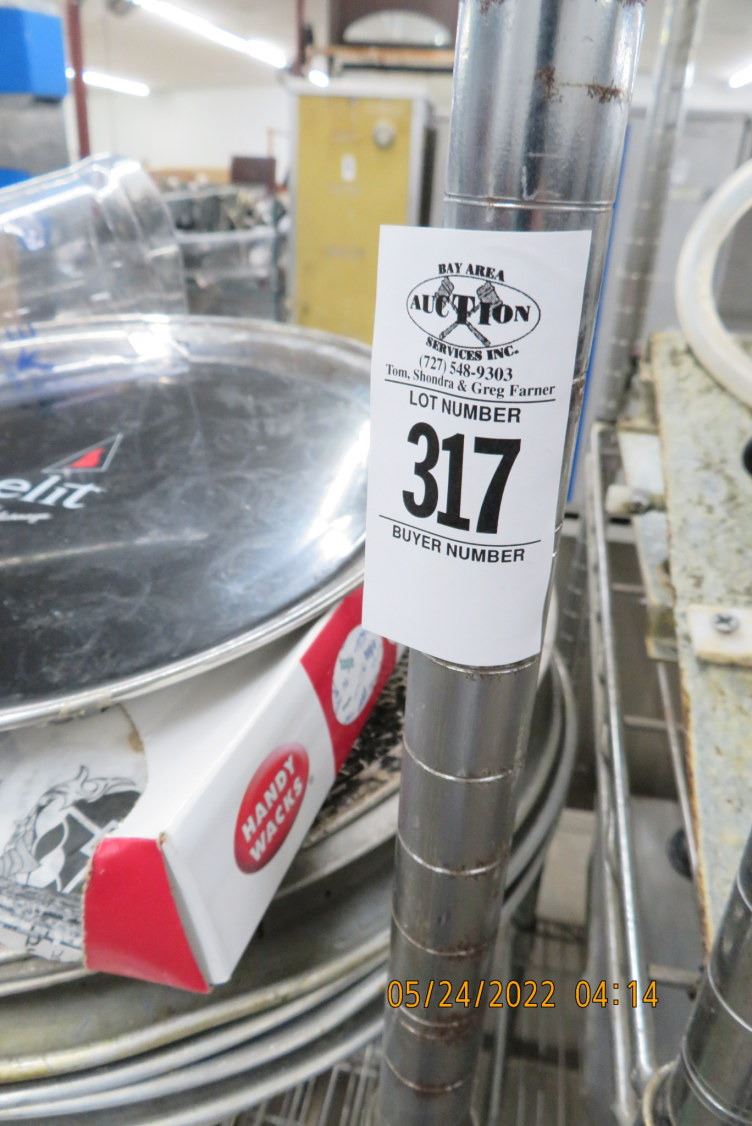 BAY AREA
AUCTION
SERVICES INC.
(727) 548-9303
Tom, Shondra & Greg Farner
LOT NUMBER
317
BUYER NUMBER
elit
HANDY
WACKS
05/24/2022 04:14